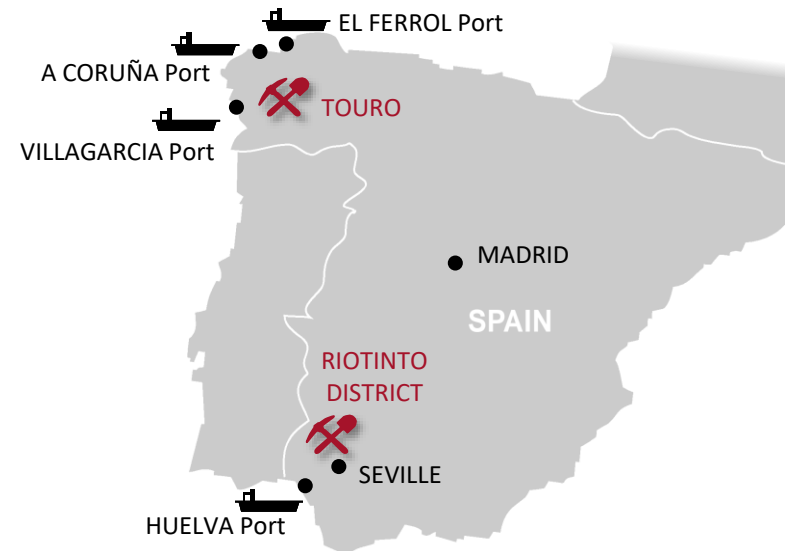 EL FERROL Port
A CORUÑA Port
TOURO
VILLAGARCIA Port
MADRID
SPAIN
RIOTINTO
DISTRICT
SEVILLE
HUELVA Port